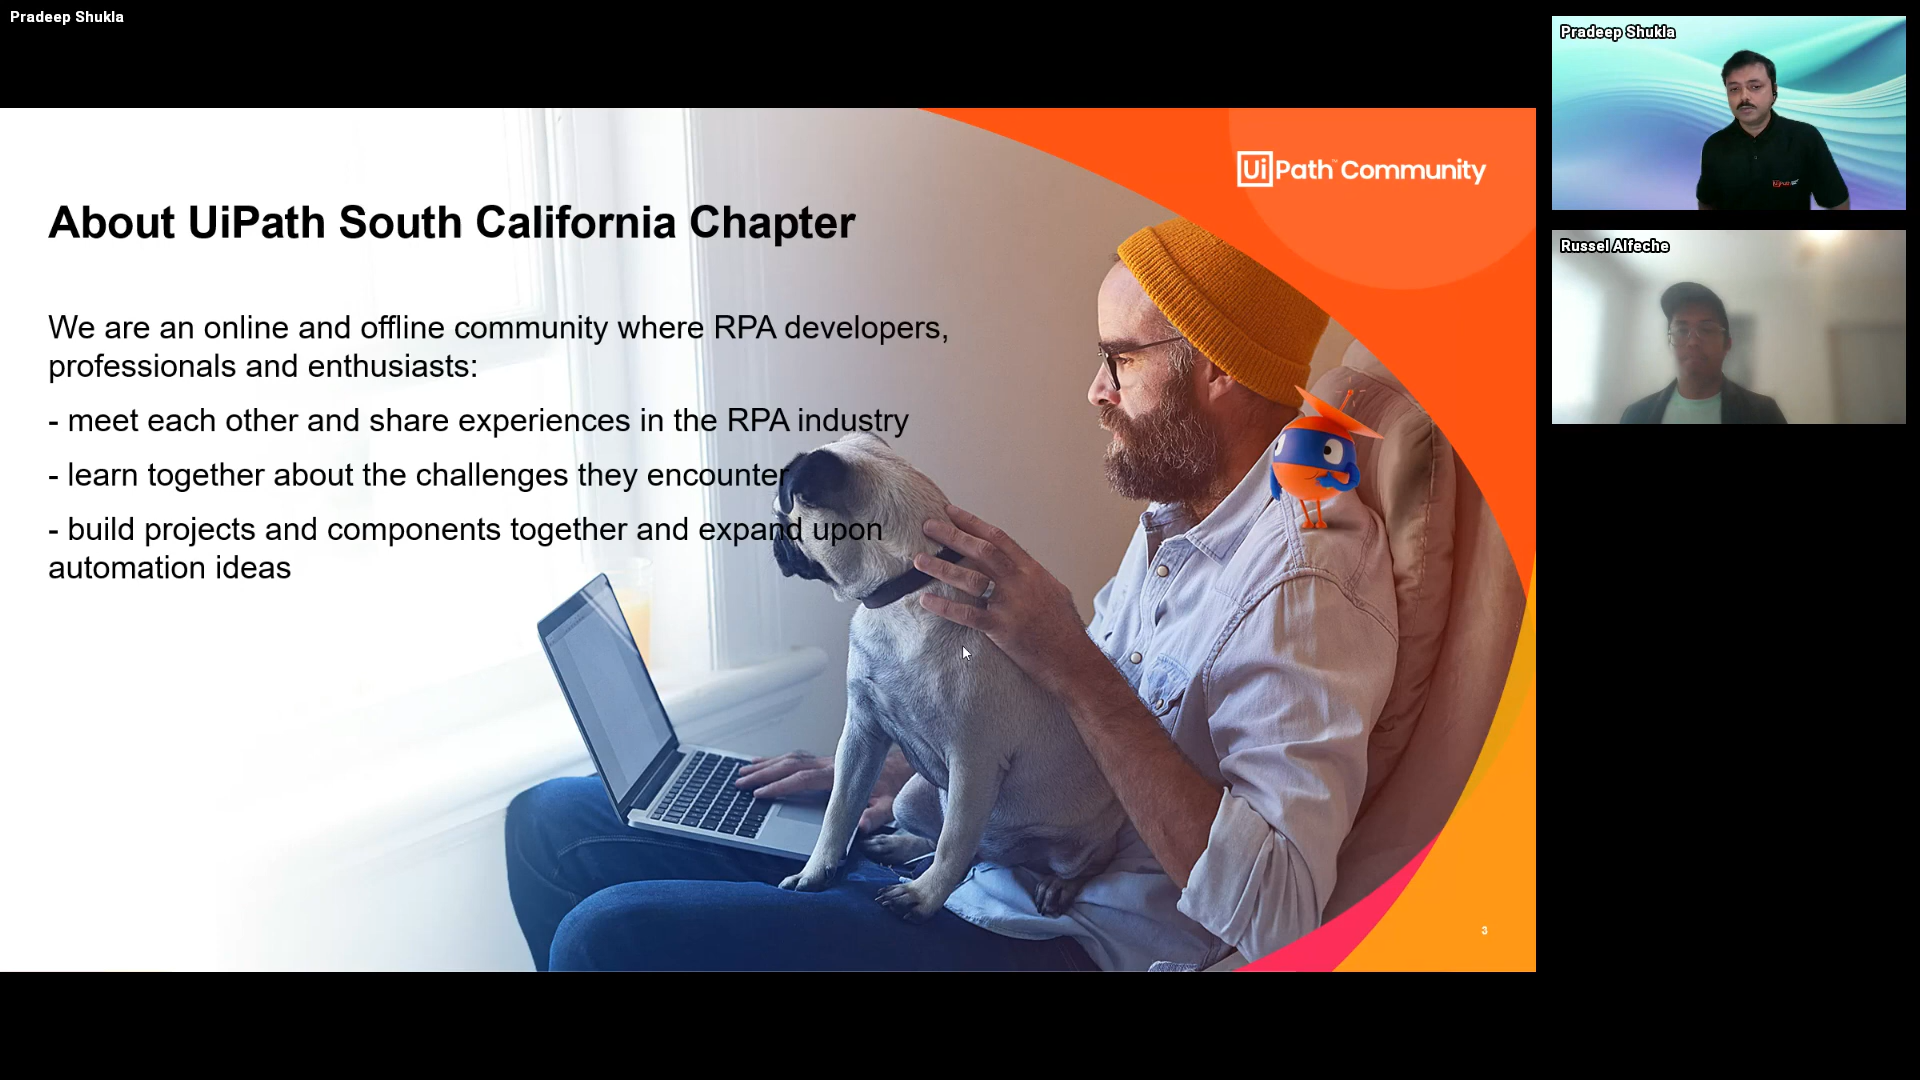 Pradeep Shukla
Pradeep Shukla
UiPath™ Community
About UiPath South California Chapter
Russel Alfeche
We are an online and offline community where RPA developers,
professionals and enthusiasts:
- meet each other and share experiences in the RPA industry
- learn together about the challenges they encounter
- build projects and components together and expand upon
automation ideas
3